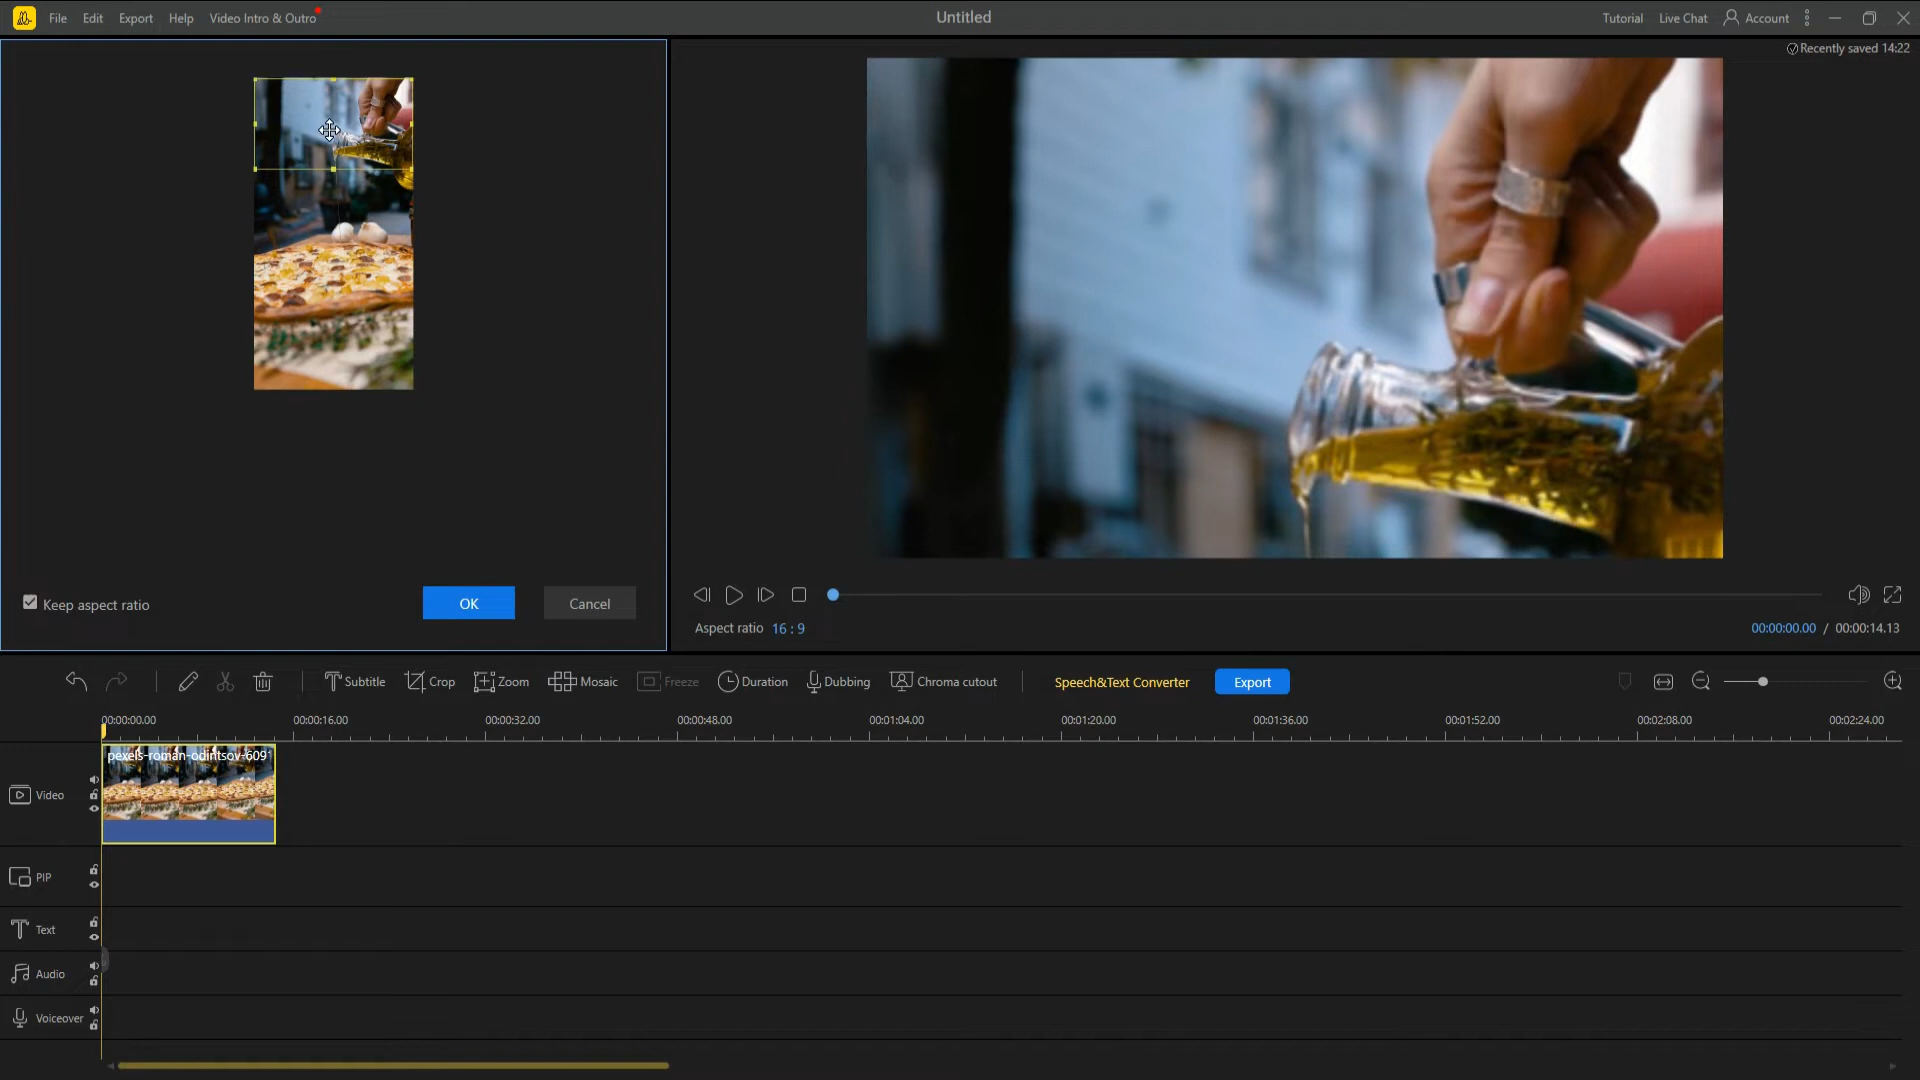 File Edit Export Help Video Intro & Outro Untitled Tutorial Live Chat Account
Recently saved 14:22
Keep aspect ratio OK Cancel
Aspect ratio 16 : 9 00:00:00.00 / 00:00:14.13
Subtitle Crop Zoom Mosaic Freeze Duration Dubbing Chroma cutout Speech&Text Converter Export
00:00:00.00 00:00:16.00 00:00:32.00 00:00:48.00 00:01:04.00 00:01:20.00 00:01:36.00 00:01:52.00 00:02:08.00 00:02:24.00
pexels-roman-odintsov-609
Video
PIP
Text
Audio
Voiceover